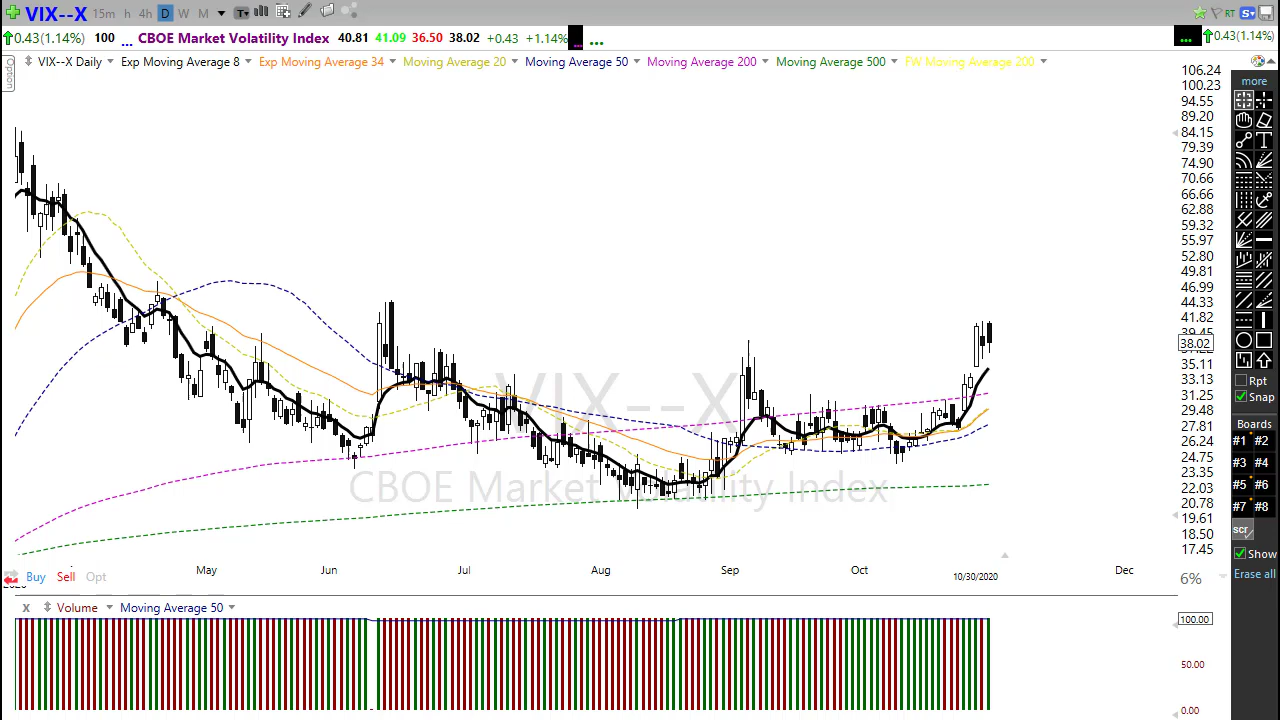 VIX--X 15m h 4h D W M T RT S
0.43(1.14%) 100 ... CBOE Market Volatility Index 40.81 41.09 36.50 38.02 +0.43 +1.14% ... ... ... 0.43(1.14%)
Option
VIX--X Daily Exp Moving Average 8 Exp Moving Average 34 Moving Average 20 Moving Average 50 Moving Average 200 Moving Average 500 FW Moving Average 200
106.24
100.23
94.55
89.20
84.15
79.39
74.90
70.66
66.66
62.88
59.32
55.97
52.80
49.81
46.99
44.33
41.82
39.45
38.02
35.11
33.13
31.25
29.48
27.81
26.24
24.75
23.35
22.03
20.78
19.61
18.50
17.45
more
T
Rpt
Snap
Boards
#1 #2
#3 #4
#5 #6
#7 #8
scr
Show
Erase all
VIX--X
CBOE Market Volatility Index
May Jun Jul Aug Sep Oct 10/30/2020 Dec
Buy Sell Opt
6%
x Volume Moving Average 50
100.00
50.00
0.00